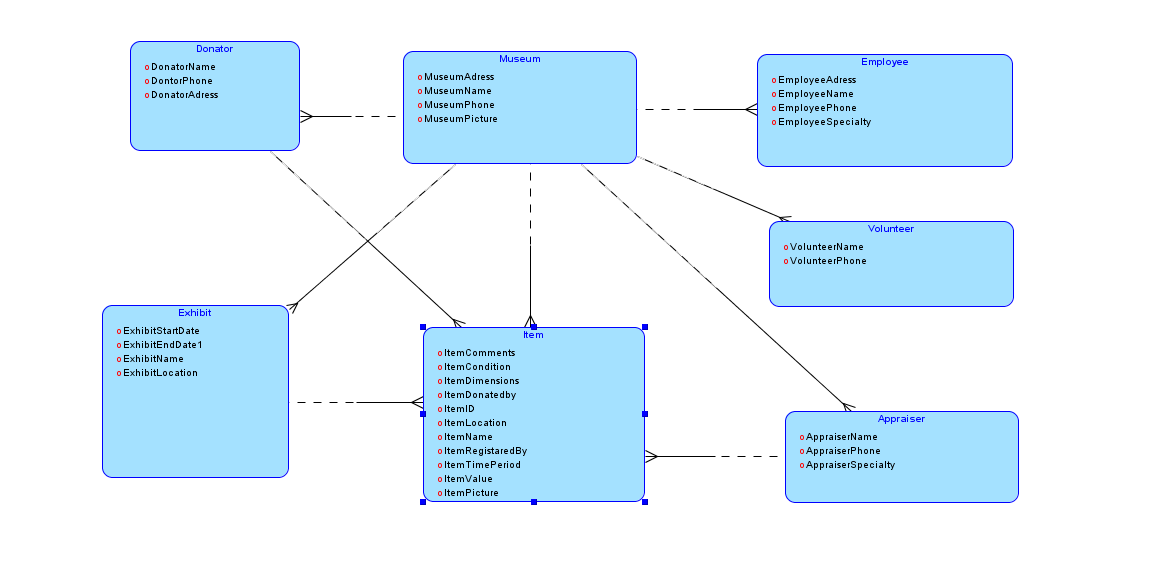 Donator
DonatorName
DontorPhone
DonatorAdress
Museum
MuseumAdress
MuseumName
MuseumPhone
MuseumPicture
Employee
EmployeeAdress
EmployeeName
EmployeePhone
EmployeeSpecialty
Volunteer
VolunteerName
VolunteerPhone
Exhibit
ExhibitStartDate
ExhibitEndDate1
ExhibitName
ExhibitLocation
Item
ItemComments
ItemCondition
ItemDimensions
ItemDonatedby
ItemID
ItemLocation
ItemName
ItemRegistaredBy
ItemTimePeriod
ItemValue
ItemPicture
Appraiser
AppraiserName
AppraiserPhone
AppraiserSpecialty